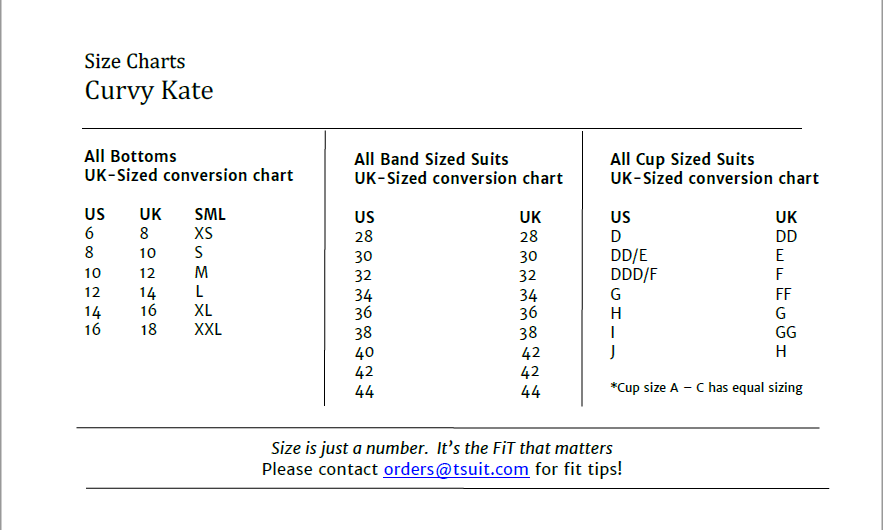 Size Charts
Curvy Kate
All Bottoms
UK-Sized conversion chart
US UK SML
6 8 XS
8 10 S
10 12 M
12 14 L
14 16 XL
16 18 XXL
All Band Sized Suits
UK-Sized conversion chart
US UK
28 28
30 30
32 32
34 34
36 36
38 38
40 42
42 42
44 44
All Cup Sized Suits
UK-Sized conversion chart
US UK
D DD
DD/E E
DDD/F F
G FF
H G
I GG
J H
*Cup size A – C has equal sizing
Size is just a number. It's the FiT that matters
Please contact orders@tsuit.com for fit tips!